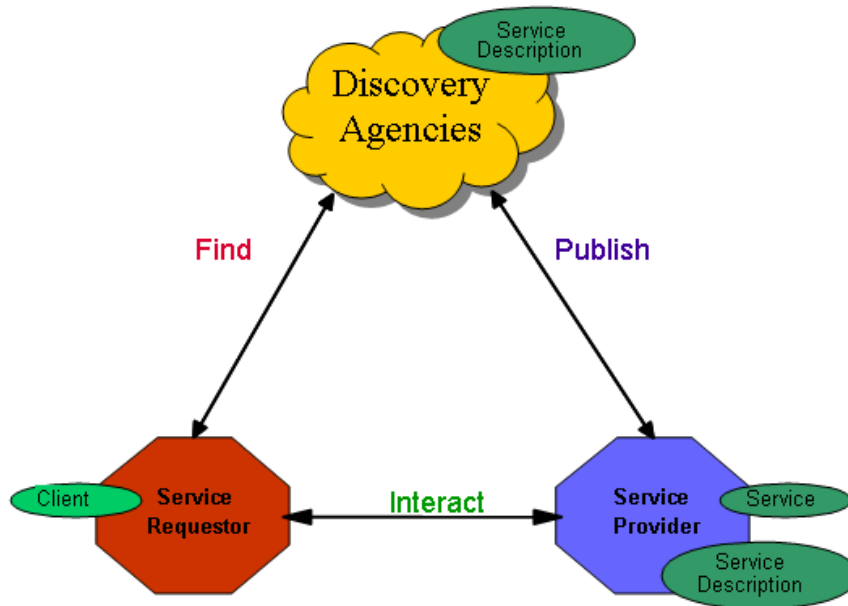 Service
Description
Discovery
Agencies
Find
Publish
Client
Service
Requestor
Interact
Service
Provider
Service
Service
Description